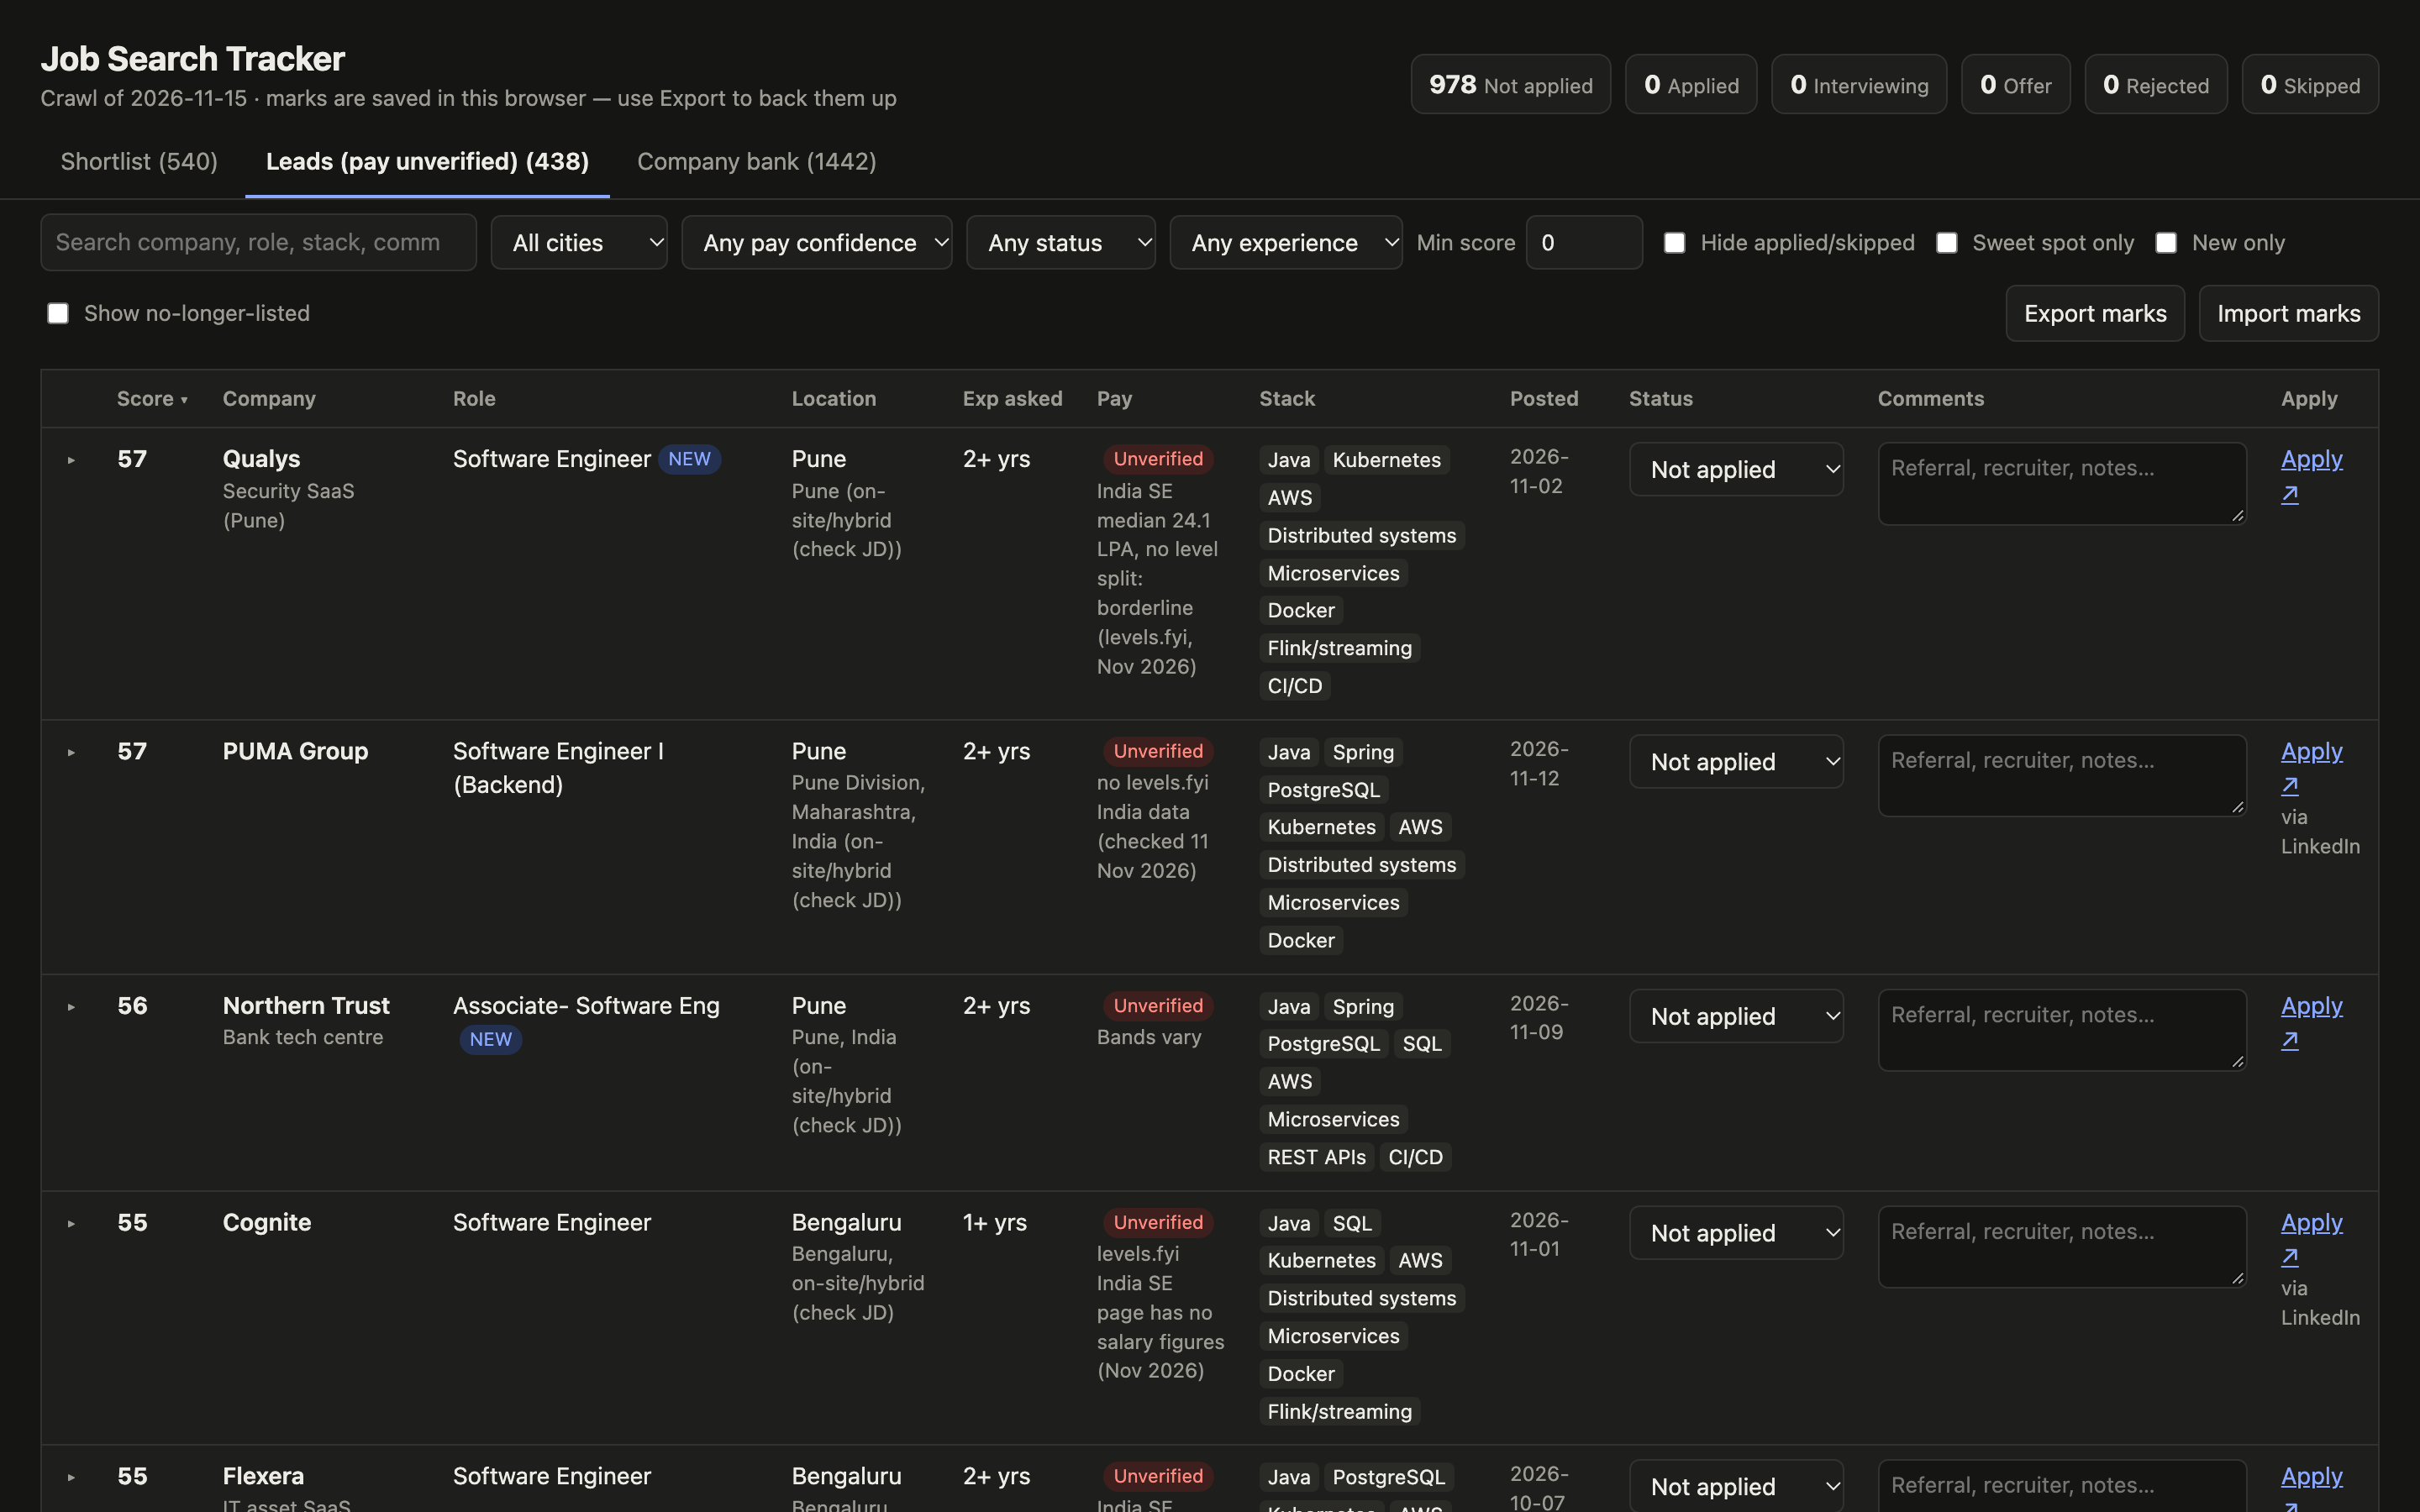 Job Search Tracker
Crawl of 2026-11-15 · marks are saved in this browser — use Export to back them up
978 Not applied
0 Applied
0 Interviewing
0 Offer
0 Rejected
0 Skipped
Shortlist (540)
Leads (pay unverified) (438)
Company bank (1442)
Search company, role, stack, comm
All cities
Any pay confidence
Any status
Any experience
Min score
0
Hide applied/skipped
Sweet spot only
New only
Show no-longer-listed
Export marks
Import marks
Score ▾
Company
Role
Location
Exp asked
Pay
Stack
Posted
Status
Comments
Apply
▸
57
Qualys
Security SaaS
(Pune)
Software Engineer NEW
Pune
Pune (on-
site/hybrid
(check JD))
2+ yrs
Unverified
India SE
median 24.1
LPA, no level
split:
borderline
(levels.fyi,
Nov 2026)
Java Kubernetes
AWS
Distributed systems
Microservices
Docker
Flink/streaming
CI/CD
2026-
11-02
Not applied
Referral, recruiter, notes...
Apply
↗
▸
57
PUMA Group
Software Engineer I
(Backend)
Pune
Pune Division,
Maharashtra,
India (on-
site/hybrid
(check JD))
2+ yrs
Unverified
no levels.fyi
India data
(checked 11
Nov 2026)
Java Spring
PostgreSQL
Kubernetes AWS
Distributed systems
Microservices
Docker
2026-
11-12
Not applied
Referral, recruiter, notes...
Apply
↗
via
LinkedIn
▸
56
Northern Trust
Bank tech centre
Associate- Software Eng
NEW
Pune
Pune, India
(on-
site/hybrid
(check JD))
2+ yrs
Unverified
Bands vary
Java Spring
PostgreSQL SQL
AWS
Microservices
REST APIs CI/CD
2026-
11-09
Not applied
Referral, recruiter, notes...
Apply
↗
▸
55
Cognite
Software Engineer
Bengaluru
Bengaluru,
on-site/hybrid
(check JD)
1+ yrs
Unverified
levels.fyi
India SE
page has no
salary figures
(Nov 2026)
Java SQL
Kubernetes AWS
Distributed systems
Microservices
Docker
Flink/streaming
2026-
11-01
Not applied
Referral, recruiter, notes...
Apply
↗
via
LinkedIn
▸
55
Flexera
IT asset SaaS
Software Engineer
Bengaluru
Bengaluru
2+ yrs
Unverified
India SE
Java PostgreSQL
Kubernetes AWS
2026-
10-07
Not applied
Referral, recruiter, notes...
Apply
↗